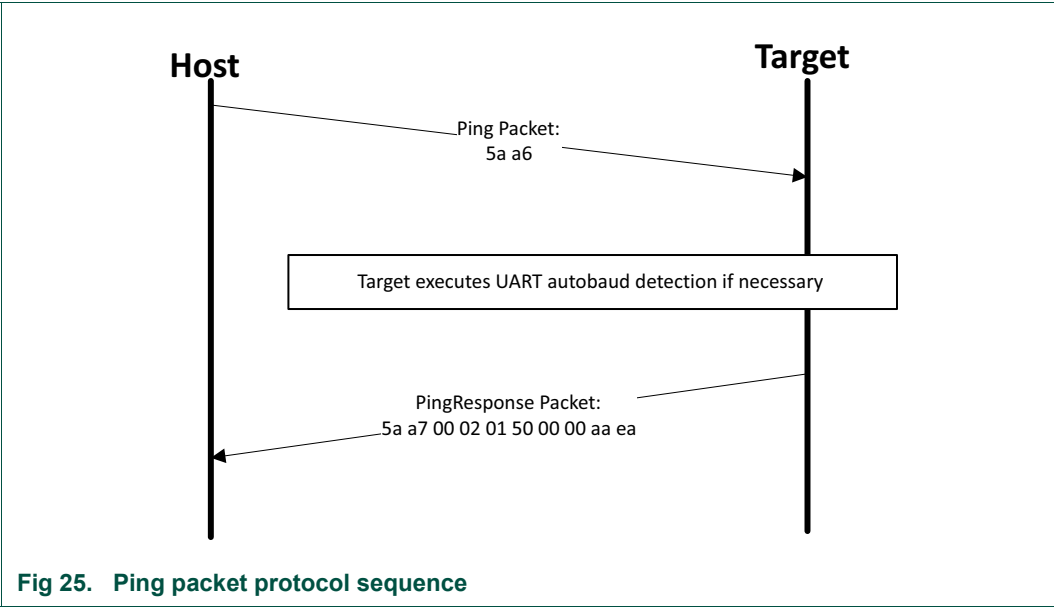 Host
Target
Ping Packet:
5a a6
Target executes UART autobaud detection if necessary
PingResponse Packet:
5a a7 00 02 01 50 00 00 aa ea
Fig 25. Ping packet protocol sequence